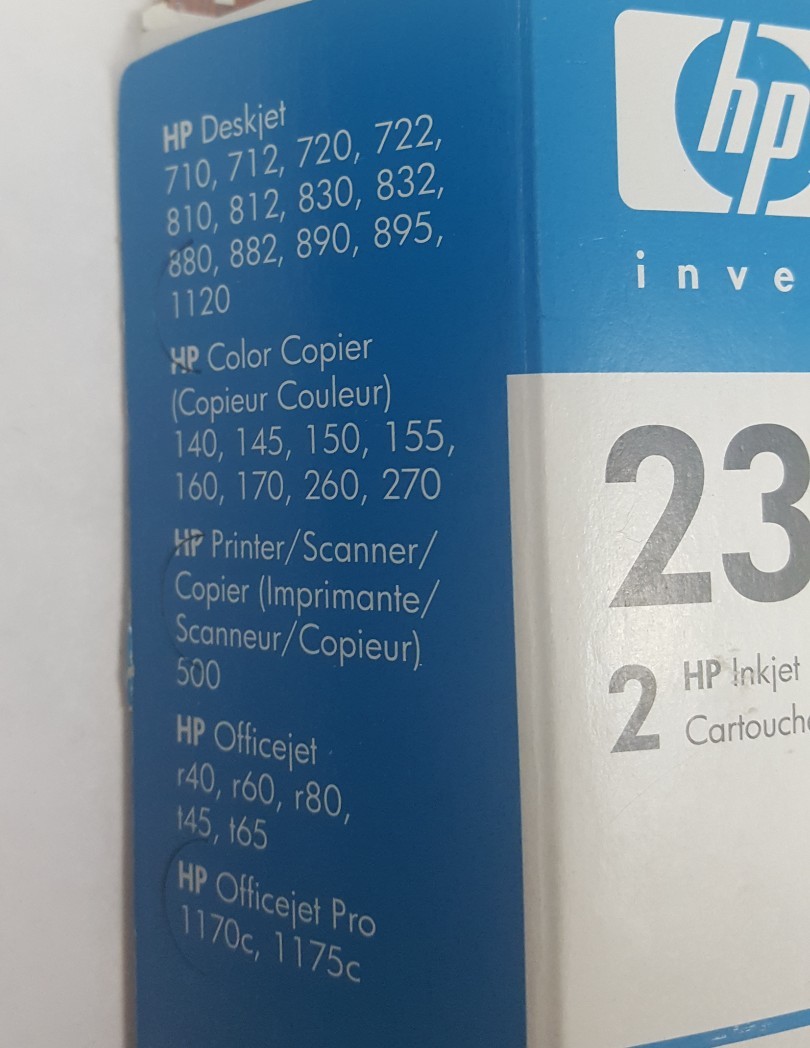 HP Deskjet
710, 712, 720, 722,
810, 812, 830, 832,
880, 882, 890, 895,
1120
HP Color Copier
(Copieur Couleur)
140, 145, 150, 155,
160, 170, 260, 270
HP Printer/Scanner/
Copier (Imprimante/
Scanneur/Copieur)
500
HP Officejet
r40, r60, r80,
t45, t65
HP Officejet Pro
1170c, 1175c
hp
inve
23
2 HP Inkjet
Cartouche